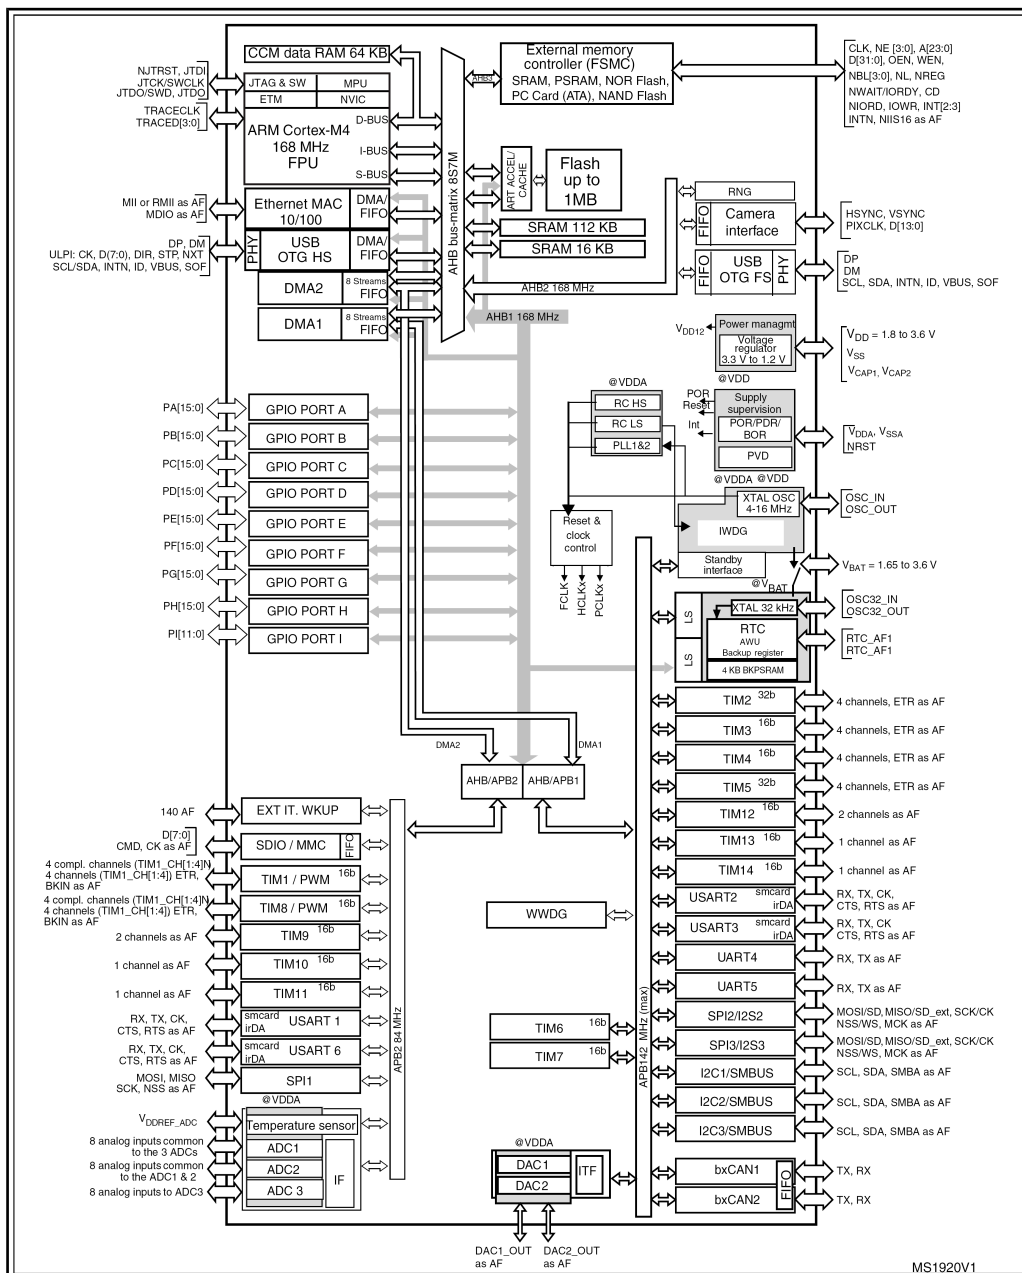 CCM data RAM 64 KB
External memory
controller (FSMC)
SRAM, PSRAM, NOR Flash,
PC Card (ATA), NAND Flash
AHB3
CLK, NE [3:0], A[23:0]
D[31:0], OEN, WEN,
NBL[3:0], NL, NREG
NWAIT/IORDY, CD
NIORD, IOWR, INT[2:3]
INTN, NIIS16 as AF
NJTRST, JTDI
JTCK/SWCLK
JTDO/SWD, JTDO
JTAG & SW
MPU
ETM
NVIC
TRACECLK
TRACED[3:0]
ARM Cortex-M4
168 MHz
FPU
D-BUS
I-BUS
S-BUS
AHB bus-matrix 8S7M
ART ACCEL/
CACHE
Flash
up to
1MB
SRAM 112 KB
SRAM 16 KB
AHB2 168 MHz
AHB1 168 MHz
MII or RMII as AF
MDIO as AF
Ethernet MAC
10/100
DMA/
FIFO
DP, DM
ULPI: CK, D(7:0), DIR, STP, NXT
SCL/SDA, INTN, ID, VBUS, SOF
PHY
USB
OTG HS
DMA/
FIFO
DMA2
8 Streams
FIFO
DMA1
8 Streams
FIFO
RNG
FIFO
Camera
interface
HSYNC, VSYNC
PIXCLK, D[13:0]
FIFO
USB
OTG FS
PHY
DP
DM
SCL, SDA, INTN, ID, VBUS, SOF
VDD12
Power managmt
Voltage
regulator
3.3 V to 1.2 V
@VDD
VDD = 1.8 to 3.6 V
VSS
VCAP1, VCAP2
@VDDA
RC HS
RC LS
PLL1&2
POR
Reset
Int
Supply
supervision
POR/PDR/
BOR
PVD
VDDA, VSSA
NRST
@VDDA @VDD
XTAL OSC
4-16 MHz
OSC_IN
OSC_OUT
IWDG
Standby
interface
@VBAT
VBAT = 1.65 to 3.6 V
Reset &
clock
control
FCLK
HCLKx
PCLKx
LS
LS
XTAL 32 kHz
OSC32_IN
OSC32_OUT
RTC
AWU
Backup register
4 KB BKPSRAM
RTC_AF1
RTC_AF1
PA[15:0]
GPIO PORT A
PB[15:0]
GPIO PORT B
PC[15:0]
GPIO PORT C
PD[15:0]
GPIO PORT D
PE[15:0]
GPIO PORT E
PF[15:0]
GPIO PORT F
PG[15:0]
GPIO PORT G
PH[15:0]
GPIO PORT H
PI[11:0]
GPIO PORT I
DMA2
DMA1
AHB/APB2
AHB/APB1
140 AF
EXT IT. WKUP
D[7:0]
CMD, CK as AF
SDIO / MMC
FIFO
4 compl. channels (TIM1_CH[1:4]N
4 channels (TIM1_CH[1:4]) ETR,
BKIN as AF
TIM1 / PWM 16b
4 compl. channels (TIM1_CH[1:4]N
4 channels (TIM1_CH[1:4]) ETR,
BKIN as AF
TIM8 / PWM 16b
2 channels as AF
TIM9 16b
1 channel as AF
TIM10 16b
1 channel as AF
TIM11 16b
RX, TX, CK,
CTS, RTS as AF
smcard
irDA
USART 1
RX, TX, CK,
CTS, RTS as AF
smcard
irDA
USART 6
MOSI, MISO
SCK, NSS as AF
SPI1
@VDDA
VDDREF_ADC
Temperature sensor
8 analog inputs common
to the 3 ADCs
ADC1
8 analog inputs common
to the ADC1 & 2
ADC2
8 analog inputs to ADC3
ADC 3
IF
APB2 84 MHz
WWDG
TIM6 16b
TIM7 16b
@VDDA
DAC1
DAC2
ITF
DAC1_OUT
as AF
DAC2_OUT
as AF
APB142 MHz (max)
TIM2 32b
4 channels, ETR as AF
TIM3 16b
4 channels, ETR as AF
TIM4 16b
4 channels, ETR as AF
TIM5 32b
4 channels, ETR as AF
TIM12 16b
2 channels as AF
TIM13 16b
1 channel as AF
TIM14 16b
1 channel as AF
USART2
smcard
irDA
RX, TX, CK,
CTS, RTS as AF
USART3
smcard
irDA
RX, TX, CK
CTS, RTS as AF
UART4
RX, TX as AF
UART5
RX, TX as AF
SPI2/I2S2
MOSI/SD, MISO/SD_ext, SCK/CK
NSS/WS, MCK as AF
SPI3/I2S3
MOSI/SD, MISO/SD_ext, SCK/CK
NSS/WS, MCK as AF
I2C1/SMBUS
SCL, SDA, SMBA as AF
I2C2/SMBUS
SCL, SDA, SMBA as AF
I2C3/SMBUS
SCL, SDA, SMBA as AF
bxCAN1
TX, RX
bxCAN2
TX, RX
FIFO
MS1920V1